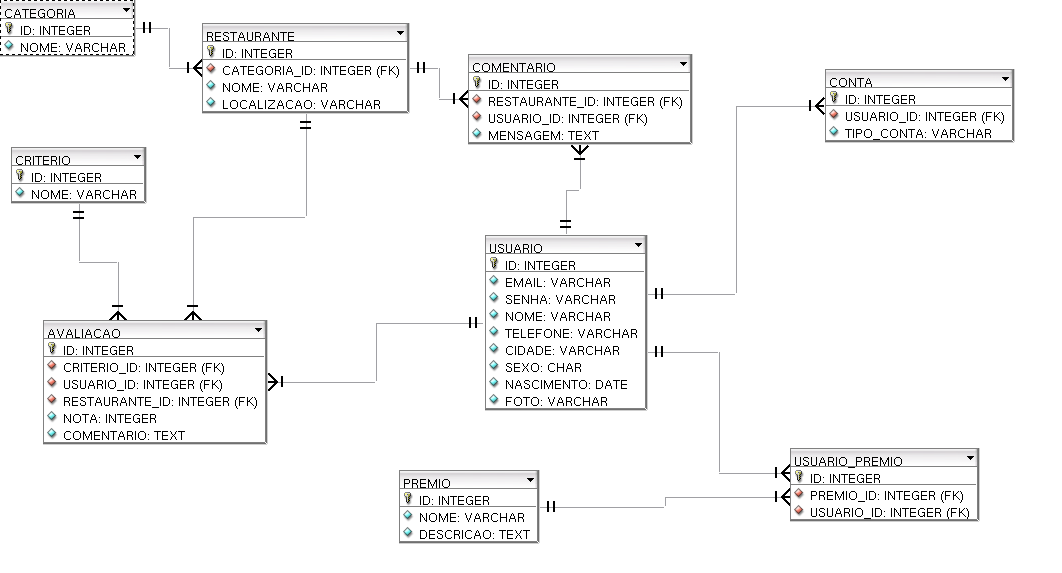 CATEGORIA
ID: INTEGER
NOME: VARCHAR
RESTAURANTE
ID: INTEGER
CATEGORIA_ID: INTEGER (FK)
NOME: VARCHAR
LOCALIZACAO: VARCHAR
COMENTARIO
ID: INTEGER
RESTAURANTE_ID: INTEGER (FK)
USUARIO_ID: INTEGER (FK)
MENSAGEM: TEXT
CONTA
ID: INTEGER
USUARIO_ID: INTEGER (FK)
TIPO_CONTA: VARCHAR
CRITERIO
ID: INTEGER
NOME: VARCHAR
USUARIO
ID: INTEGER
EMAIL: VARCHAR
SENHA: VARCHAR
NOME: VARCHAR
TELEFONE: VARCHAR
CIDADE: VARCHAR
SEXO: CHAR
NASCIMENTO: DATE
FOTO: VARCHAR
AVALIACAO
ID: INTEGER
CRITERIO_ID: INTEGER (FK)
USUARIO_ID: INTEGER (FK)
RESTAURANTE_ID: INTEGER (FK)
NOTA: INTEGER
COMENTARIO: TEXT
PREMIO
ID: INTEGER
NOME: VARCHAR
DESCRICAO: TEXT
USUARIO_PREMIO
ID: INTEGER
PREMIO_ID: INTEGER (FK)
USUARIO_ID: INTEGER (FK)